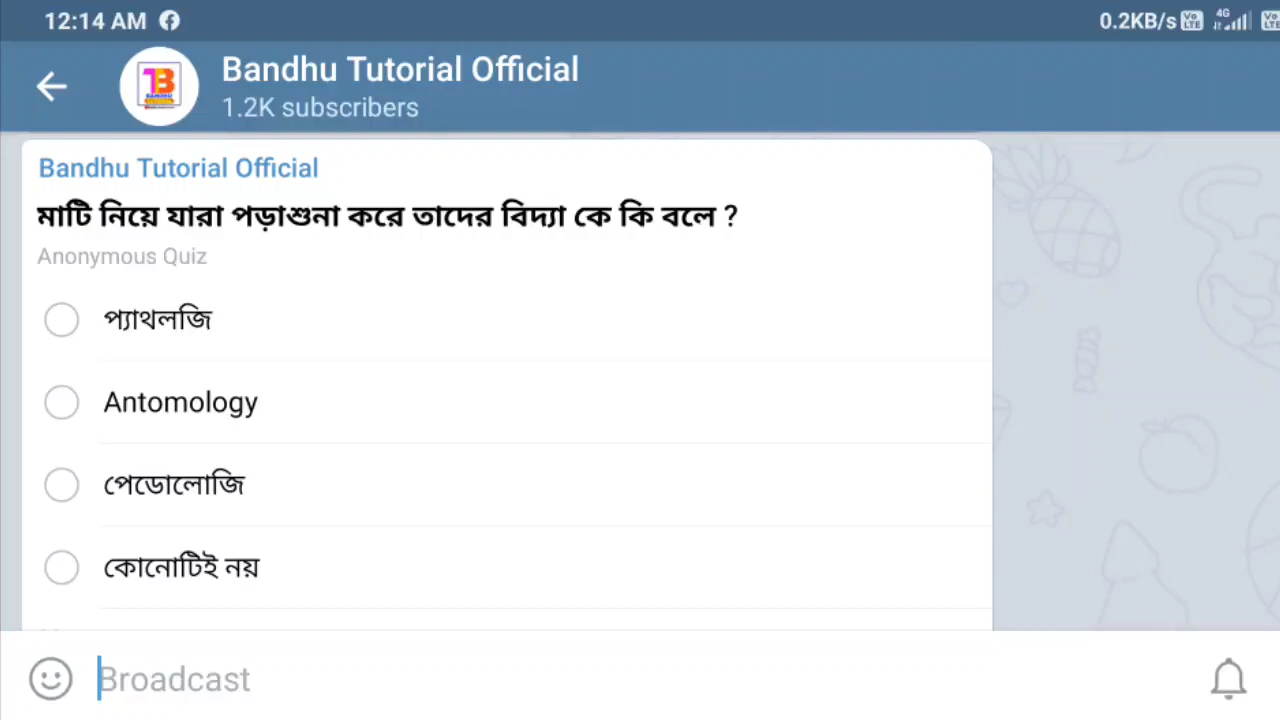 12:14 AM
0.2KB/s
4G
Bandhu Tutorial Official
1.2K subscribers
Bandhu Tutorial Official
মাটি নিয়ে যারা পড়াশুনা করে তাদের বিদ্যা কে কি বলে ?
Anonymous Quiz
প্যাথলজি
Antomology
পেডোলোজি
কোনোটিই নয়
Broadcast